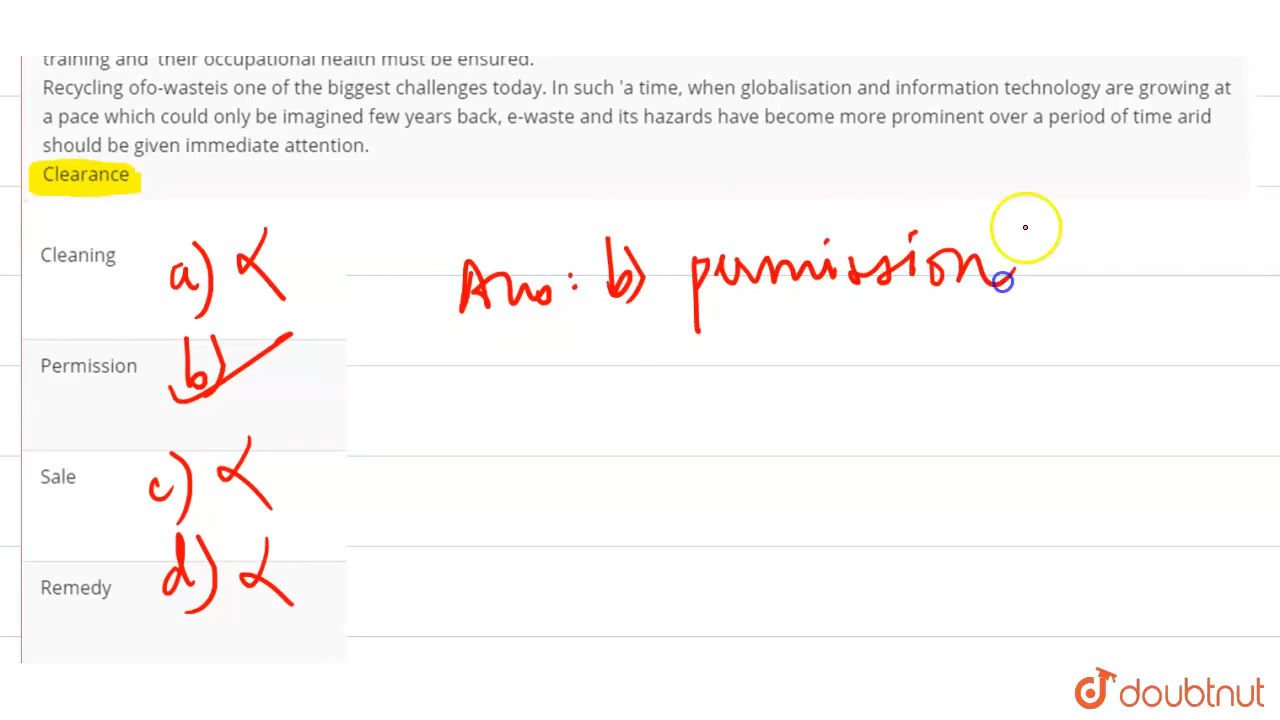 training and their occupational health must be ensured.
Recycling ofo-wasteis one of the biggest challenges today. In such 'a time, when globalisation and information technology are growing at
a pace which could only be imagined few years back, e-waste and its hazards have become more prominent over a period of time arid
should be given immediate attention.
Clearance
Cleaning a)
Ans: b) permission
Permission b)
Sale c)
Remedy d)
doubtnut